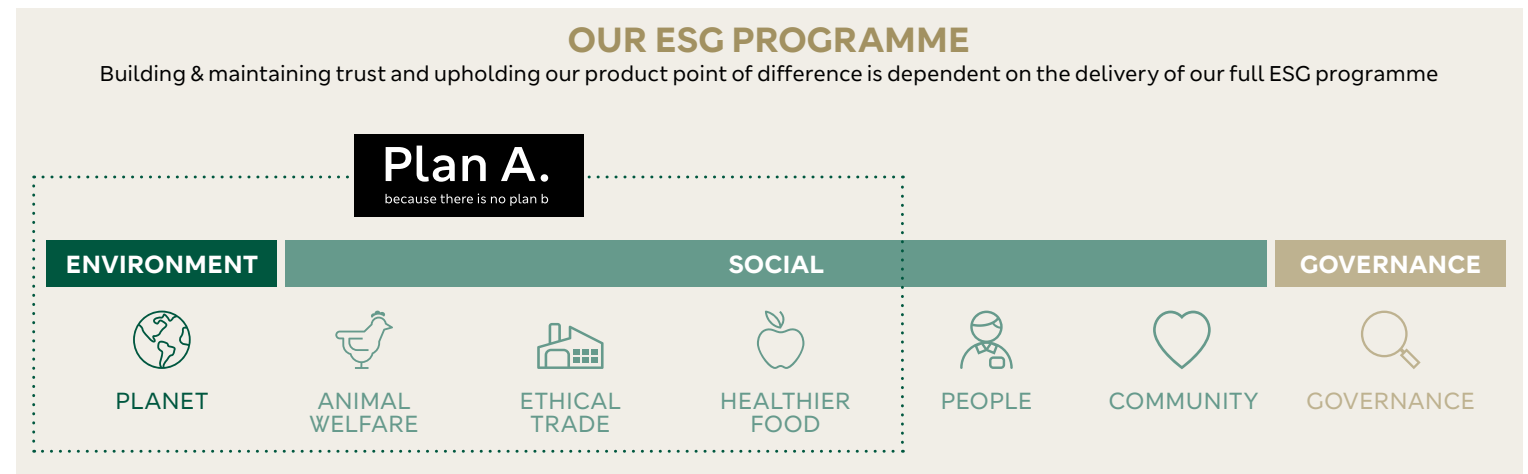 OUR ESG PROGRAMME
Building & maintaining trust and upholding our product point of difference is dependent on the delivery of our full ESG programme
Plan A.
because there is no plan b
ENVIRONMENT
SOCIAL
GOVERNANCE
PLANET
ANIMAL
WELFARE
ETHICAL
TRADE
HEALTHIER
FOOD
PEOPLE
COMMUNITY
GOVERNANCE